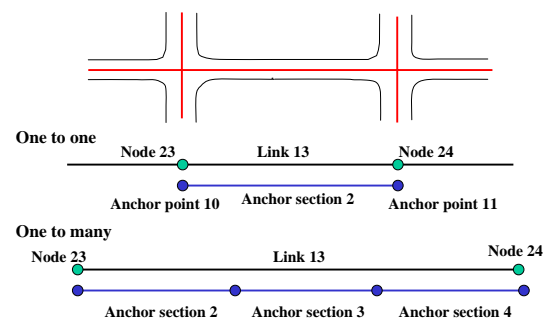 One to one
Node 23 Link 13 Node 24
Anchor point 10 Anchor section 2 Anchor point 11
One to many
Node 23 Link 13 Node 24
Anchor section 2 Anchor section 3 Anchor section 4